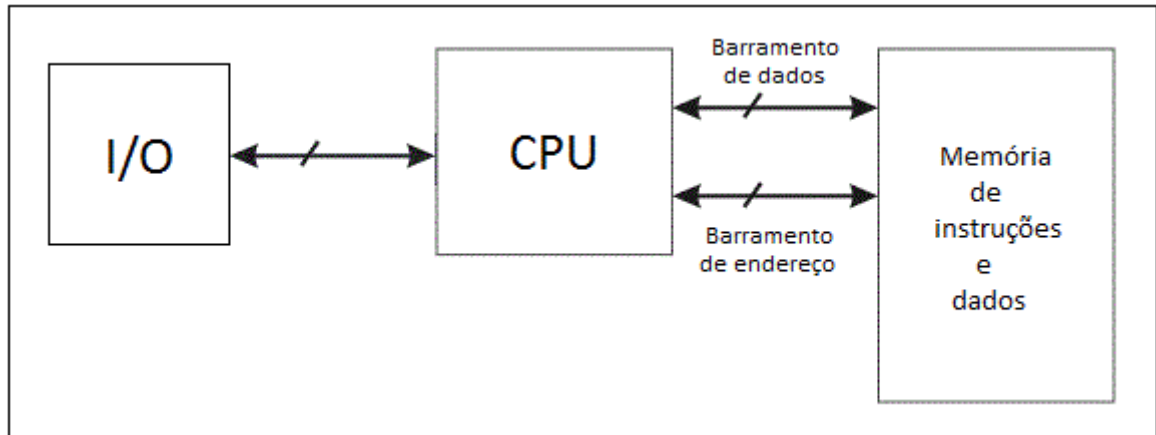 I/O
CPU
Barramento
de dados
Barramento
de endereço
Memória
de
instruções
e
dados